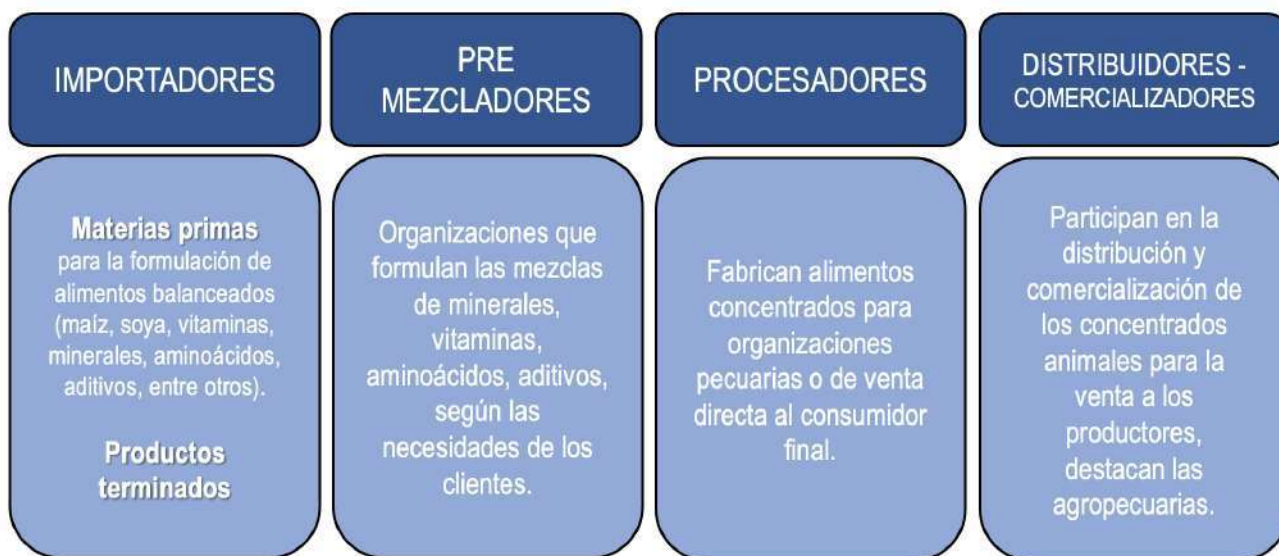 IMPORTADORES
Materias primas
para la formulación de
alimentos balanceados
(maíz, soya, vitaminas,
minerales, aminoácidos,
aditivos, entre otros).
Productos
terminados
PRE
MEZCLADORES
Organizaciones que
formulan las mezclas
de minerales,
vitaminas,
aminoácidos, aditivos,
según las
necesidades de los
clientes.
PROCESADORES
Fabrican alimentos
concentrados para
organizaciones
pecuarias o de venta
directa al consumidor
final.
DISTRIBUIDORES -
COMERCIALIZADORES
Participan en la
distribución y
comercialización de
los concentrados
animales para la
venta a los
productores,
destacan las
agropecuarias.